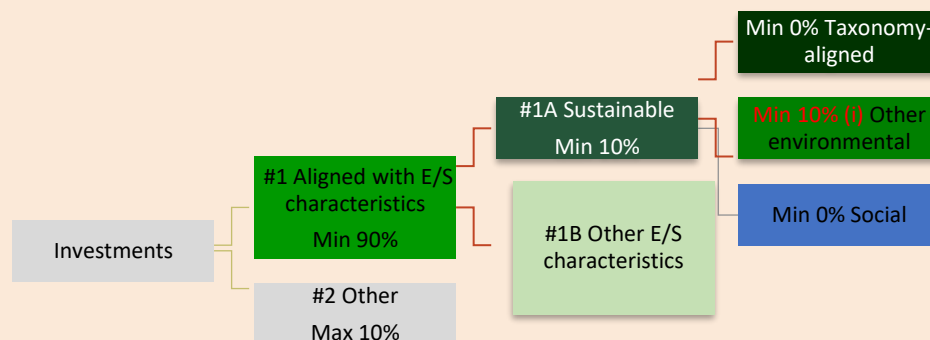 Min 0% Taxonomy-
aligned
#1A Sustainable
Min 10%
Min 10% (i) Other
environmental
#1 Aligned with E/S
characteristics
Min 90%
Min 0% Social
#1B Other E/S
characteristics
Investments
#2 Other
Max 10%